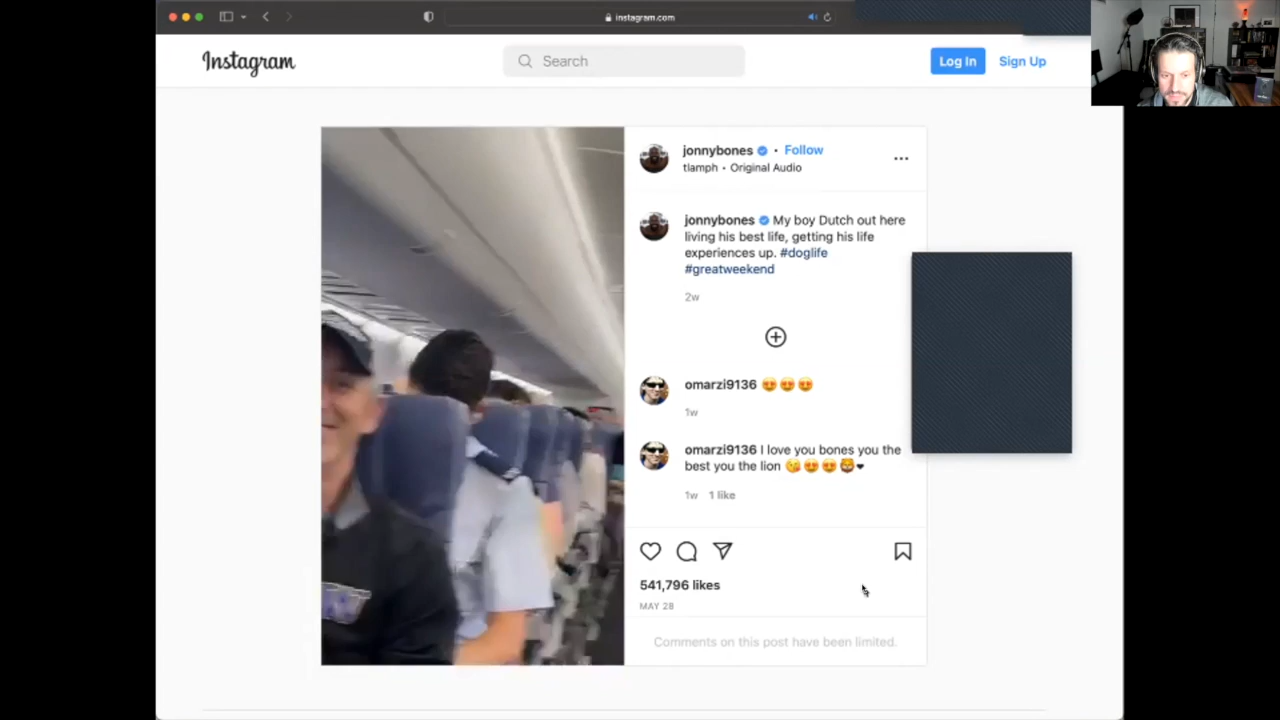 instagram.com
Instagram
Search
Log In
Sign Up
jonnybones • Follow
tlamph • Original Audio
jonnybones My boy Dutch out here
living his best life, getting his life
experiences up. #doglife
#greatweekend
2w
omarzi9136 😍😍😍
1w
omarzi9136 I love you bones you the
best you the lion 😘😍😍🦁❤
1w 1 like
541,796 likes
MAY 28
Comments on this post have been limited.